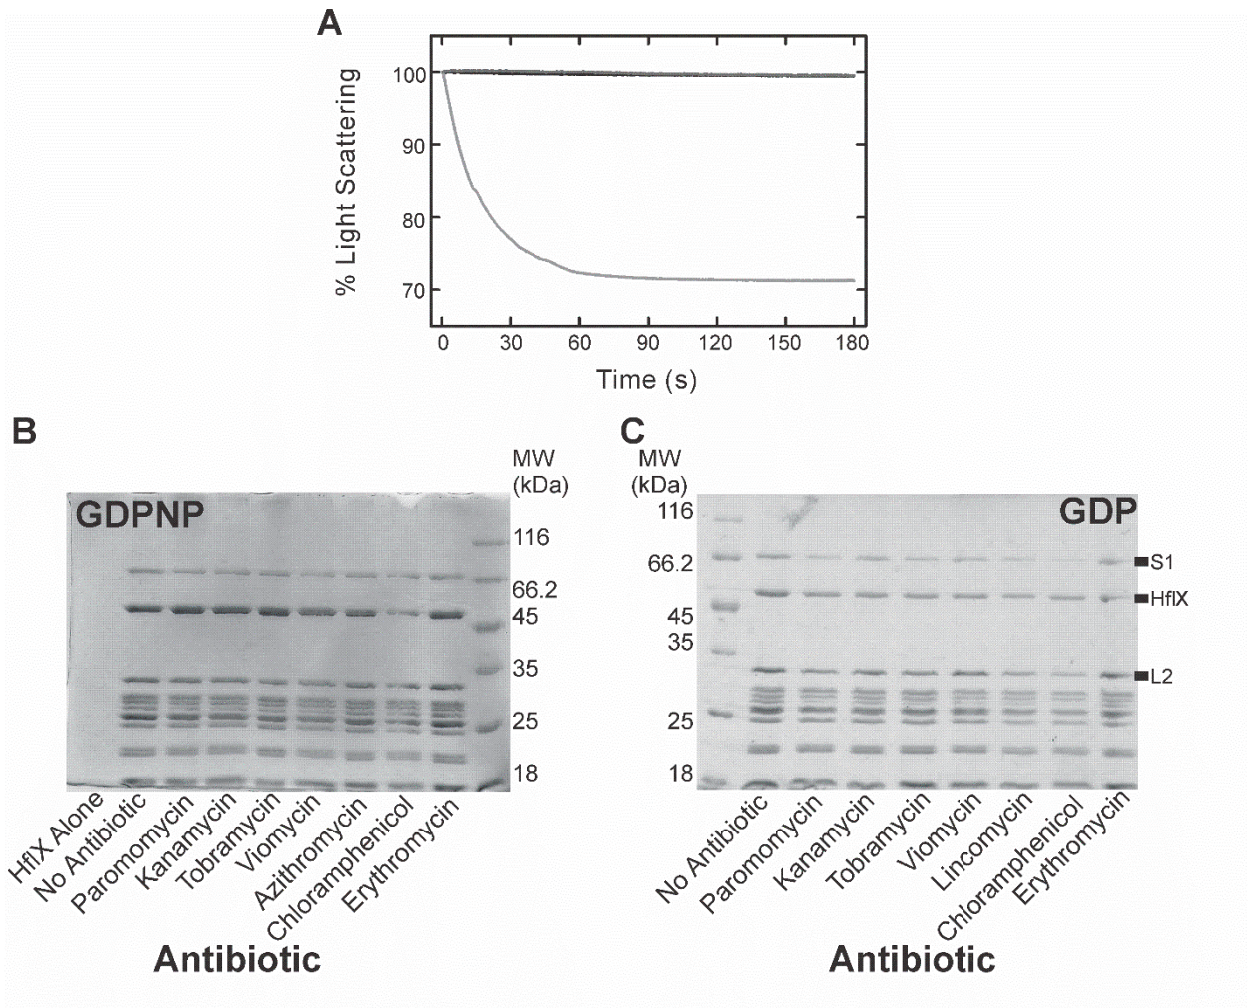 A
% Light Scattering
100
90
80
70
0 30 60 90 120 150 180
Time (s)
B
GDPNP
MW
(kDa)
116
66.2
45
35
25
18
HflX Alone
No Antibiotic
Paromomycin
Kanamycin
Tobramycin
Viomycin
Azithromycin
Chloramphenicol
Erythromycin
Antibiotic
C
MW
(kDa)
116
66.2
45
35
25
18
GDP
S1
HflX
L2
No Antibiotic
Paromomycin
Kanamycin
Tobramycin
Viomycin
Lincomycin
Chloramphenicol
Erythromycin
Antibiotic